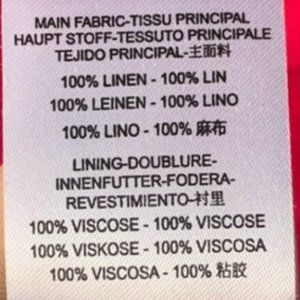 MAIN FABRIC-TISSU PRINCIPAL
HAUPT STOFF-TESSUTO PRINCIPALE
TEJIDO PRINCIPAL-主面料
100% LINEN - 100% LIN
100% LEINEN - 100% LINO
100% LINO - 100% 麻布
LINING-DOUBLURE-
INNENFUTTER-FODERA-
REVESTIMIENTO-衬里
100% VISCOSE - 100% VISCOSE
100% VISKOSE - 100% VISCOSA
100% VISCOSA - 100% 粘胶